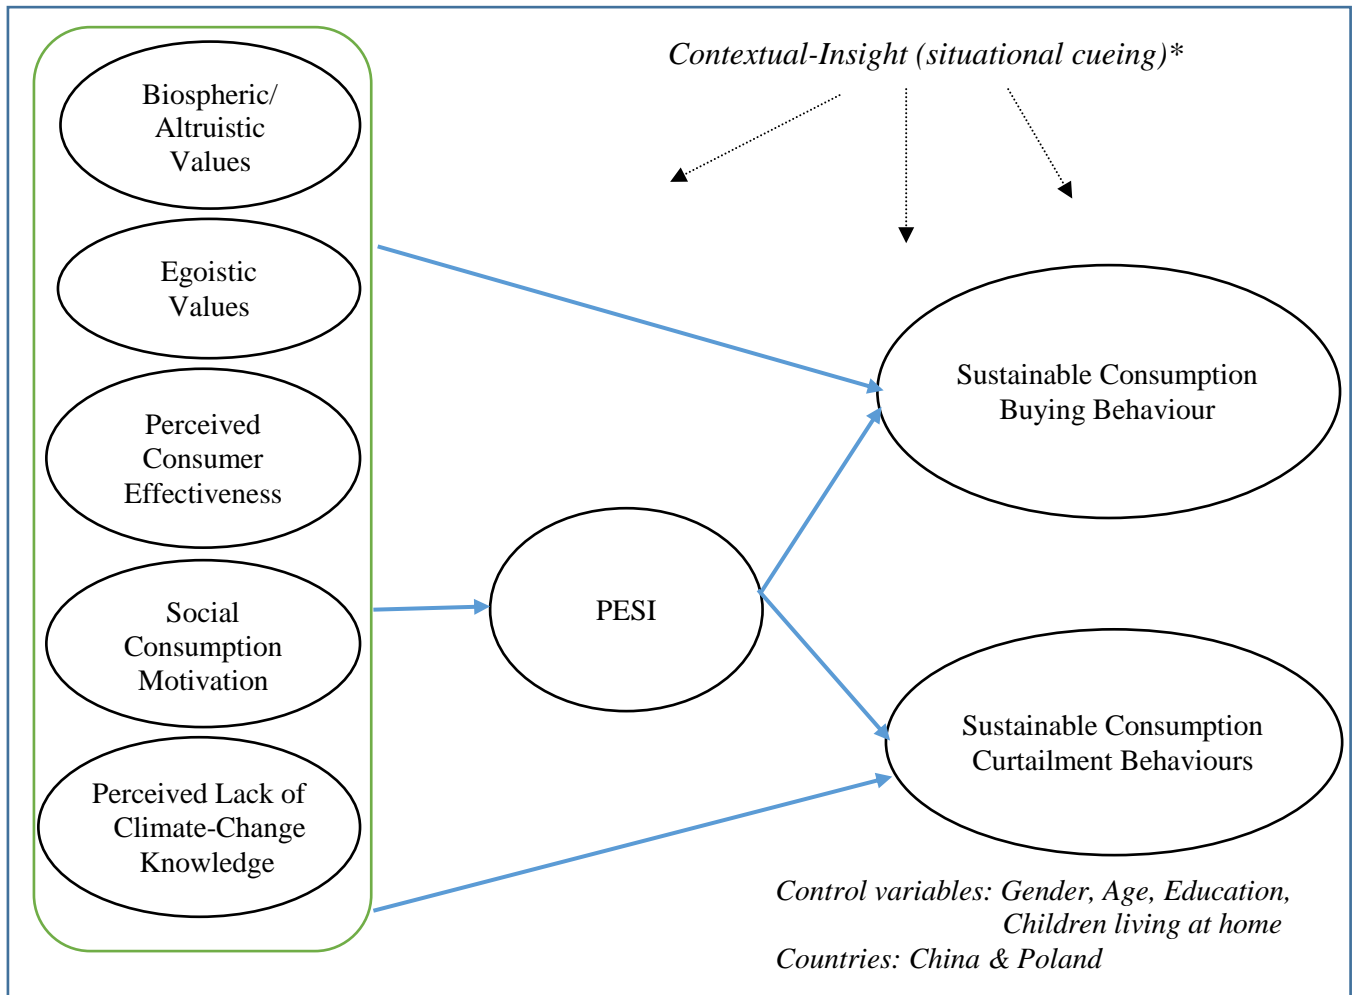 Contextual-Insight (situational cueing)*
Biospheric/
Altruistic
Values
Egoistic
Values
Perceived
Consumer
Effectiveness
Social
Consumption
Motivation
Perceived Lack of
Climate-Change
Knowledge
PESI
Sustainable Consumption
Buying Behaviour
Sustainable Consumption
Curtailment Behaviours
Control variables: Gender, Age, Education,
Children living at home
Countries: China & Poland